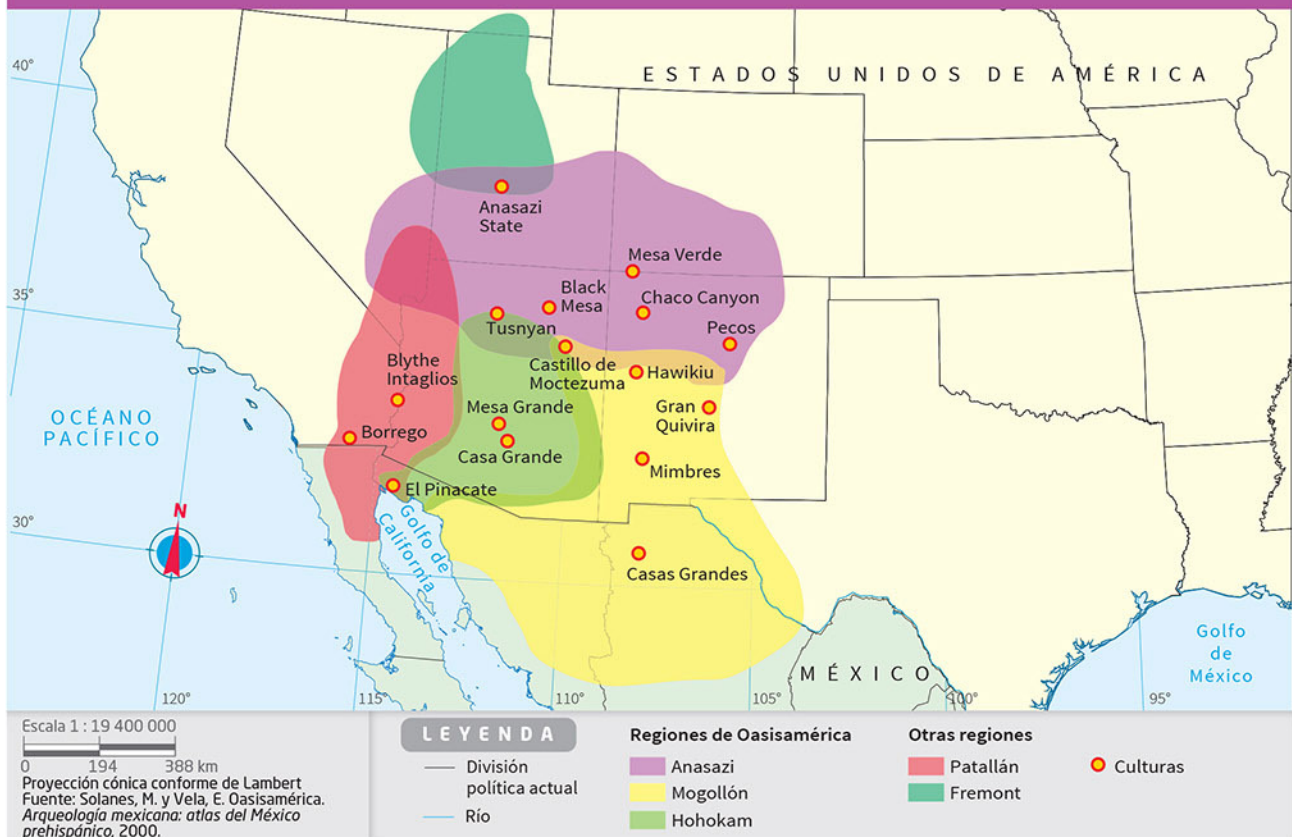 40°
ESTADOS UNIDOS DE AMÉRICA
Anasazi
State
Mesa Verde
35°
Black
Mesa
Chaco Canyon
Tusnyan
Pecos
Castillo de
Moctezuma
Hawikiu
Blythe
Intaglios
Mesa Grande
Gran
Quivira
OCÉANO
PACÍFICO
Borrego
Casa Grande
Mimbres
El Pinacate
30°
N
Golfo de
California
Casas Grandes
Golfo
de
México
MÉXICO
120°
115°
110°
105°
100°
95°
Escala 1 : 19 400 000
0 194 388 km
Proyección cónica conforme de Lambert
Fuente: Solanes, M. y Vela, E. Oasisamérica.
Arqueología mexicana: atlas del México
prehispánico, 2000.
LEYENDA
División
política actual
Río
Regiones de Oasisamérica
Anasazi
Mogollón
Hohokam
Otras regiones
Patallán
Fremont
Culturas